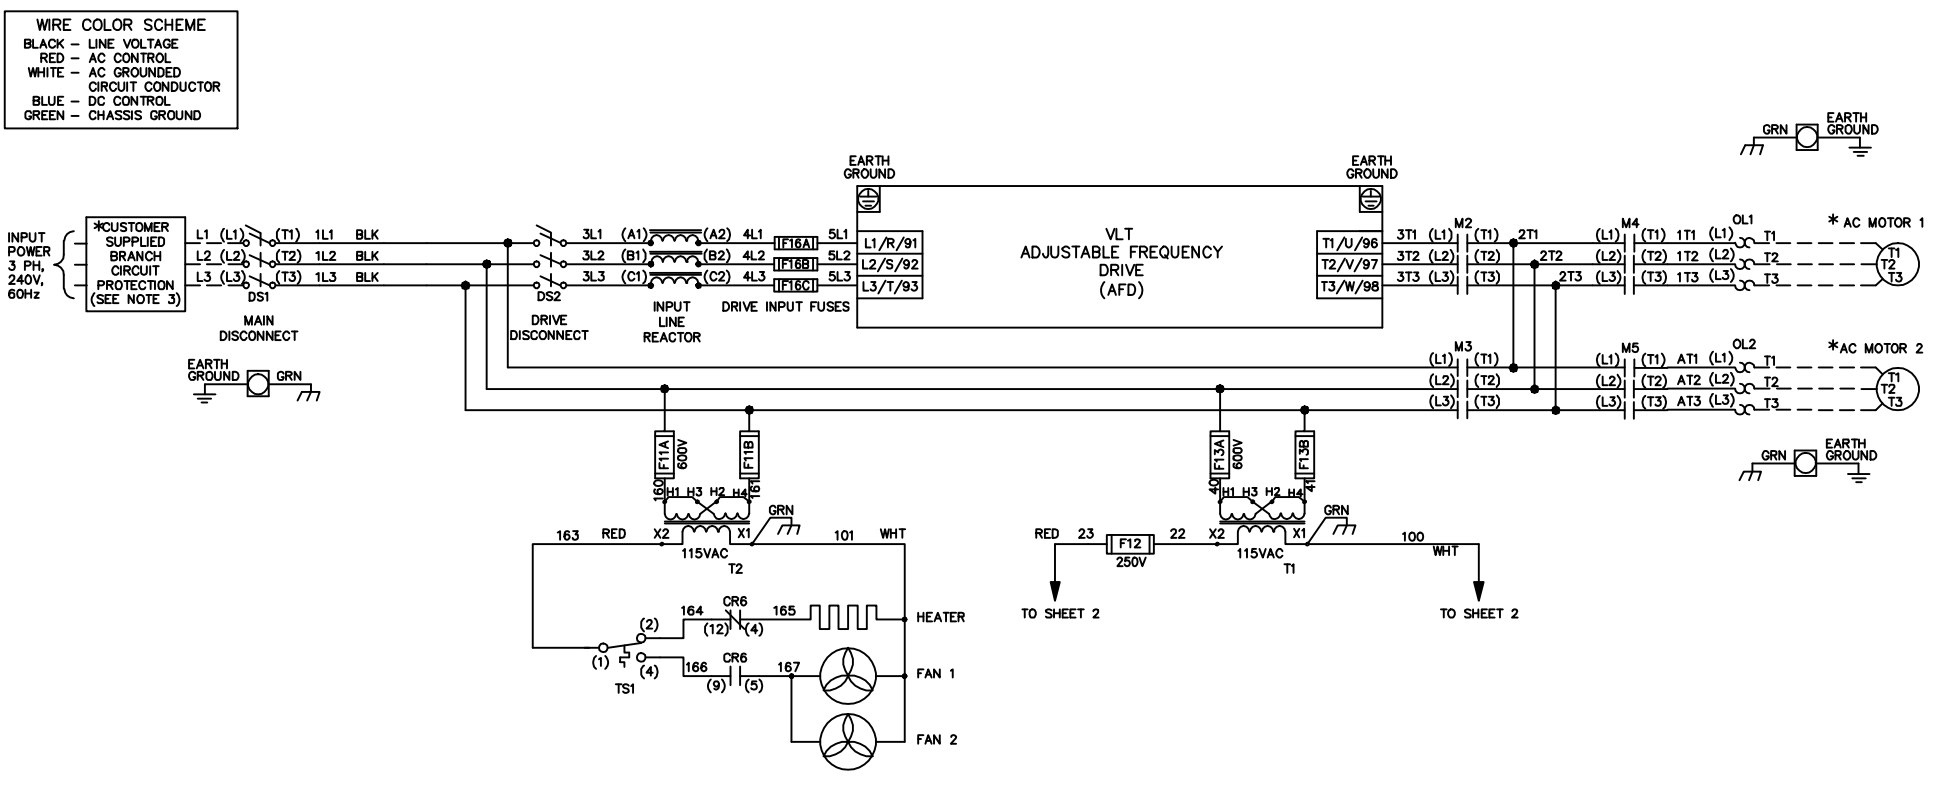 WIRE COLOR SCHEME
BLACK – LINE VOLTAGE
RED – AC CONTROL
WHITE – AC GROUNDED
CIRCUIT CONDUCTOR
BLUE – DC CONTROL
GREEN – CHASSIS GROUND
GRN
EARTH
GROUND
EARTH
GROUND
EARTH
GROUND
INPUT
POWER
3 PH,
240V,
60Hz
*CUSTOMER
SUPPLIED
BRANCH
CIRCUIT
PROTECTION
(SEE NOTE 3)
L1 (L1) (T1) 1L1 BLK
L2 (L2) (T2) 1L2 BLK
L3 (L3) (T3) 1L3 BLK
DS1
MAIN
DISCONNECT
DS2
DRIVE
DISCONNECT
3L1 (A1) (A2) 4L1 F16A 5L1 L1/R/91
3L2 (B1) (B2) 4L2 F16B 5L2 L2/S/92
3L3 (C1) (C2) 4L3 F16C 5L3 L3/T/93
INPUT
LINE
REACTOR
DRIVE INPUT FUSES
VLT
ADJUSTABLE FREQUENCY
DRIVE
(AFD)
M2 M4 OL1 * AC MOTOR 1
T1/U/96 3T1 (L1) (T1) 2T1 (L1) (T1) 1T1 (L1) T1 T1
T2/V/97 3T2 (L2) (T2) 2T2 (L2) (T2) 1T2 (L2) T2 T2
T3/W/98 3T3 (L3) (T3) 2T3 (L3) (T3) 1T3 (L3) T3 T3
M3 M5 OL2 *AC MOTOR 2
(L1) (T1) (L1) (T1) AT1 (L1) T1 T1
(L2) (T2) (L2) (T2) AT2 (L2) T2 T2
(L3) (T3) (L3) (T3) AT3 (L3) T3 T3
EARTH
GROUND
GRN
GRN
EARTH
GROUND
F11A
600V
F11B
160
161
H1 H3 H2 H4
GRN
163 RED X2 X1 101 WHT
115VAC
T2
F13A
600V
F13B
40
41
H1 H3 H2 H4
GRN
RED 23 F12 22 X2 X1 100
WHT
250V
115VAC
T1
TO SHEET 2
TO SHEET 2
164 CR6 165 HEATER
(12) (4)
(2)
(1)
(4)
TS1
166 CR6 167 FAN 1
(9) (5)
FAN 2